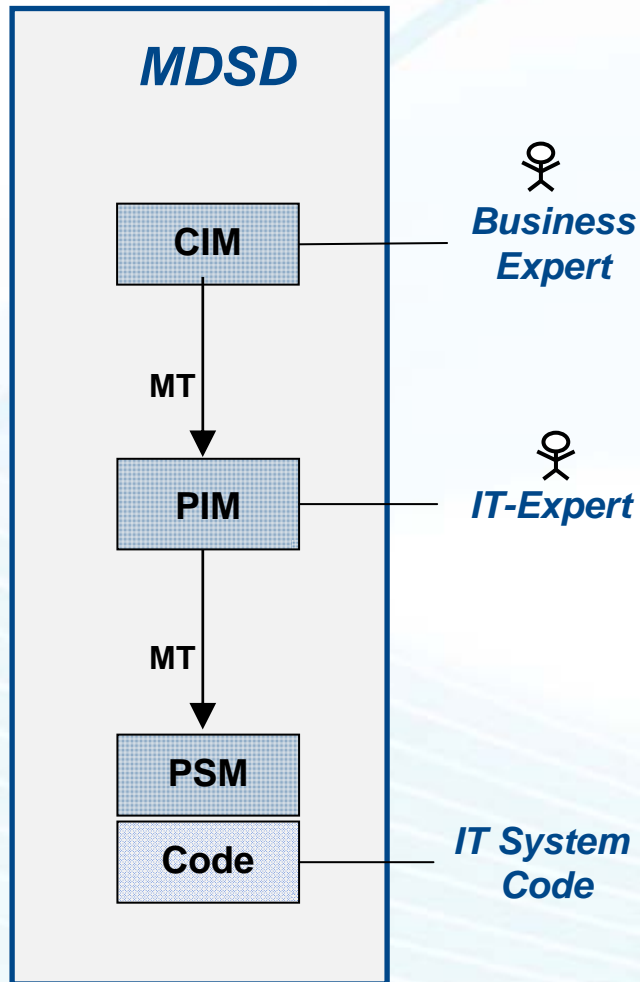 MDSD
CIM
Business
Expert
MT
PIM
IT-Expert
MT
PSM
Code
IT System
Code